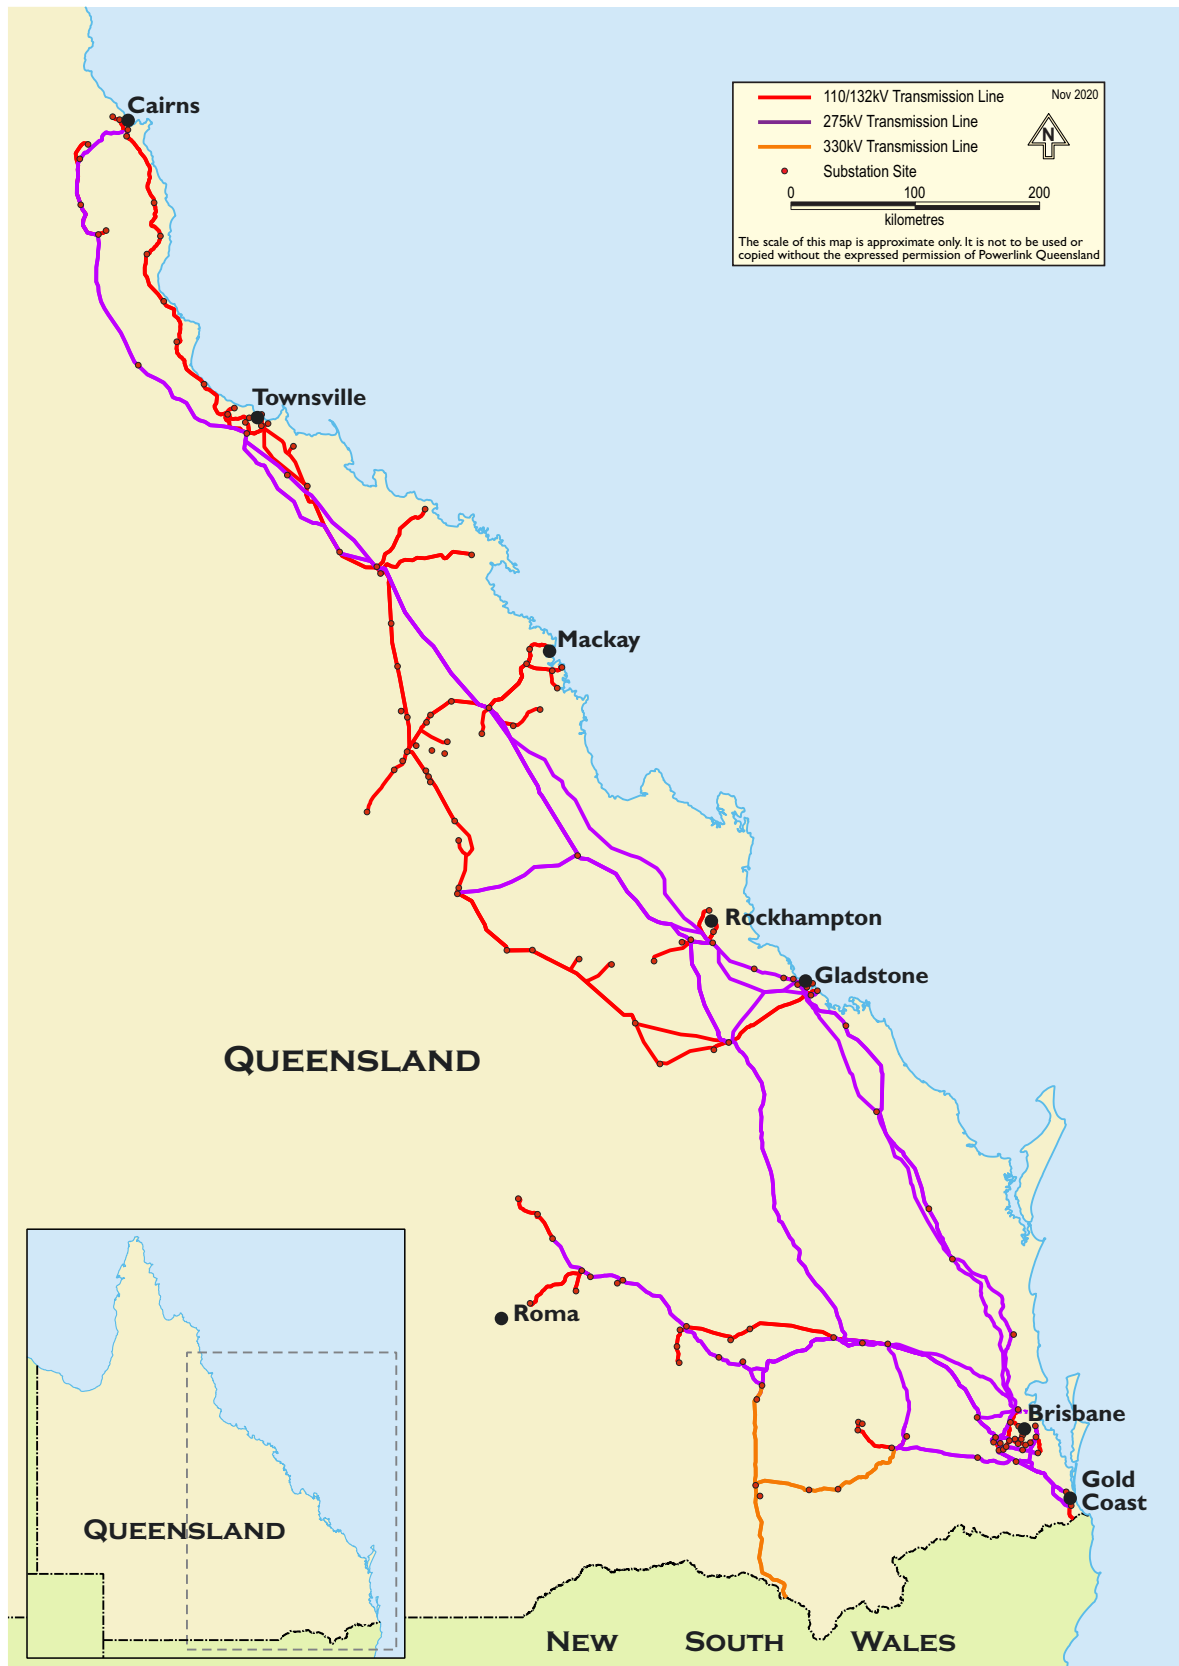 Cairns
110/132kV Transmission Line
Nov 2020
275kV Transmission Line
330kV Transmission Line
N
Substation Site
0 100 200
kilometres
The scale of this map is approximate only. It is not to be used or
copied without the expressed permission of Powerlink Queensland
Townsville
Mackay
Rockhampton
Gladstone
QUEENSLAND
Roma
Brisbane
Gold
Coast
QUEENSLAND
NEW SOUTH WALES